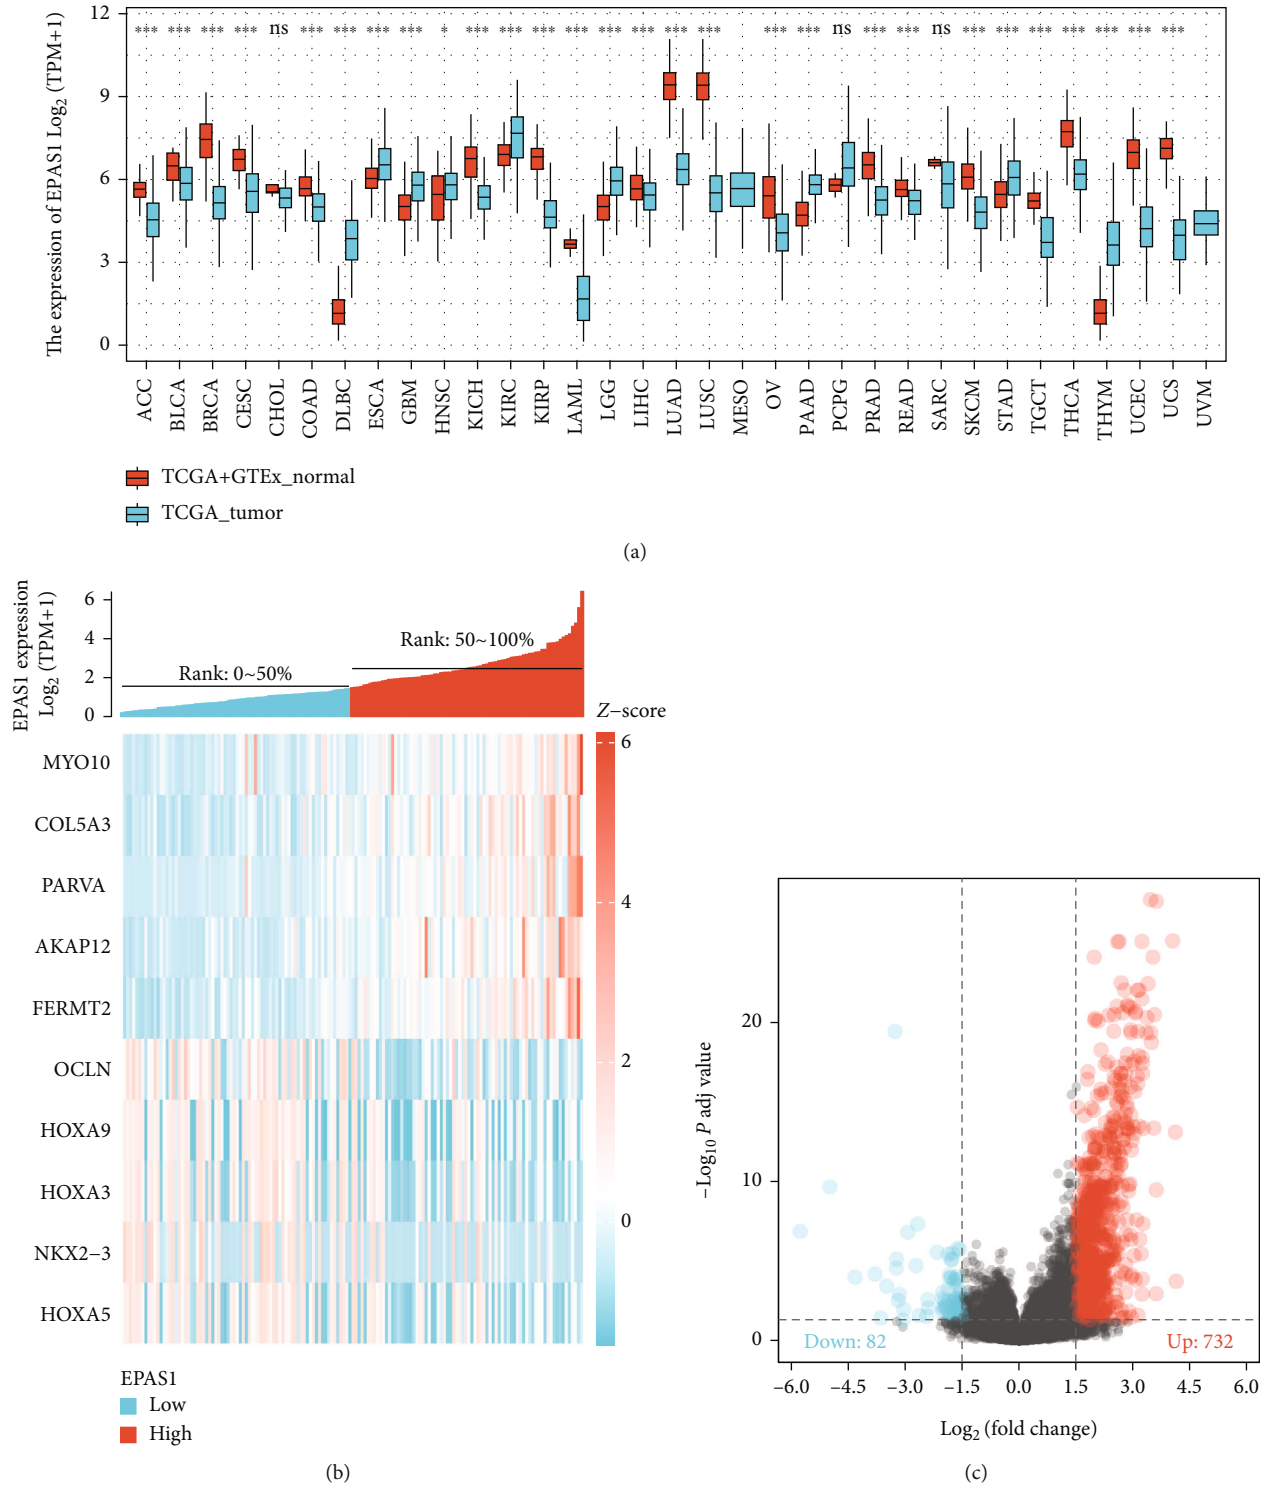 The expression of EPAS1 Log2 (TPM+1)
12
9
6
3
0
*** *** *** *** ns *** *** *** *** * *** *** *** *** *** *** *** *** *** *** ns *** *** ns *** *** *** *** *** *** ***
ACC BLCA BRCA CESC CHOL COAD DLBC ESCA GBM HNSC KICH KIRC KIRP LAML LGG LIHC LUAD LUSC MESO OV PAAD PCPG PRAD READ SARC SKCM STAD TGCT THCA THYM UCEC UCS UVM
TCGA+GTEx_normal
TCGA_tumor
(a)
EPAS1 expression
Log2 (TPM+1)
6
4
2
0
Rank: 0~50%
Rank: 50~100%
Z−score
6
4
2
0
MYO10
COL5A3
PARVA
AKAP12
FERMT2
OCLN
HOXA9
HOXA3
NKX2−3
HOXA5
EPAS1
Low
High
(b)
−Log10 P adj value
20
10
0
Down: 82
Up: 732
−6.0 −4.5 −3.0 −1.5 0.0 1.5 3.0 4.5 6.0
Log2 (fold change)
(c)